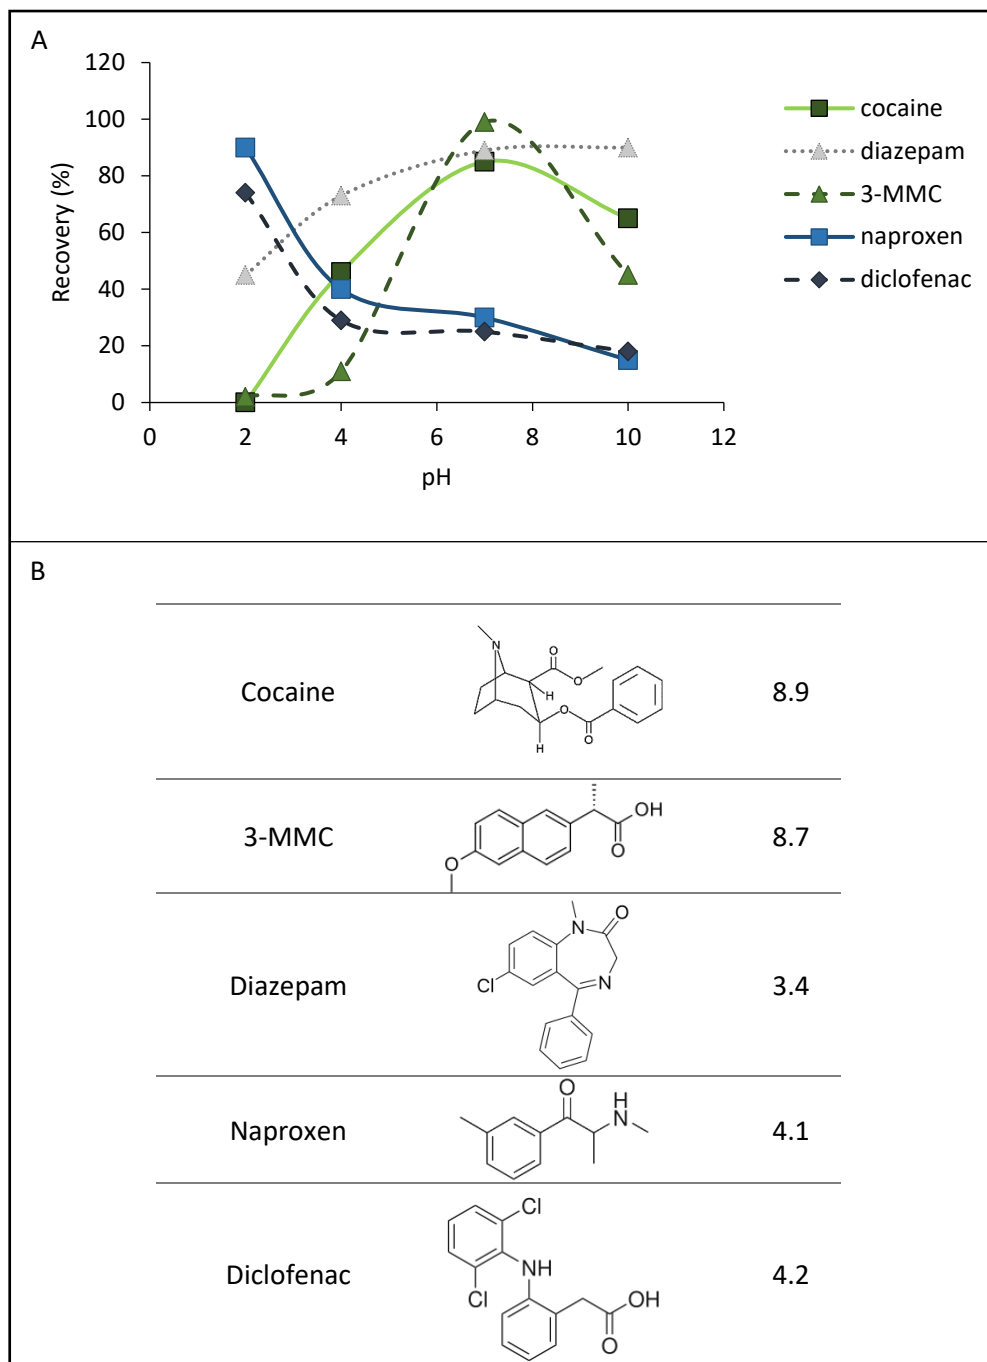 A
120
100
80
60
40
20
0
Recovery (%)
0 2 4 6 8 10 12
pH
cocaine
diazepam
3-MMC
naproxen
diclofenac
B
Cocaine N O O H O O H 8.9
3-MMC O OH O 8.7
Diazepam N O Cl N 3.4
Naproxen O H N 4.1
Diclofenac Cl NH Cl OH O 4.2